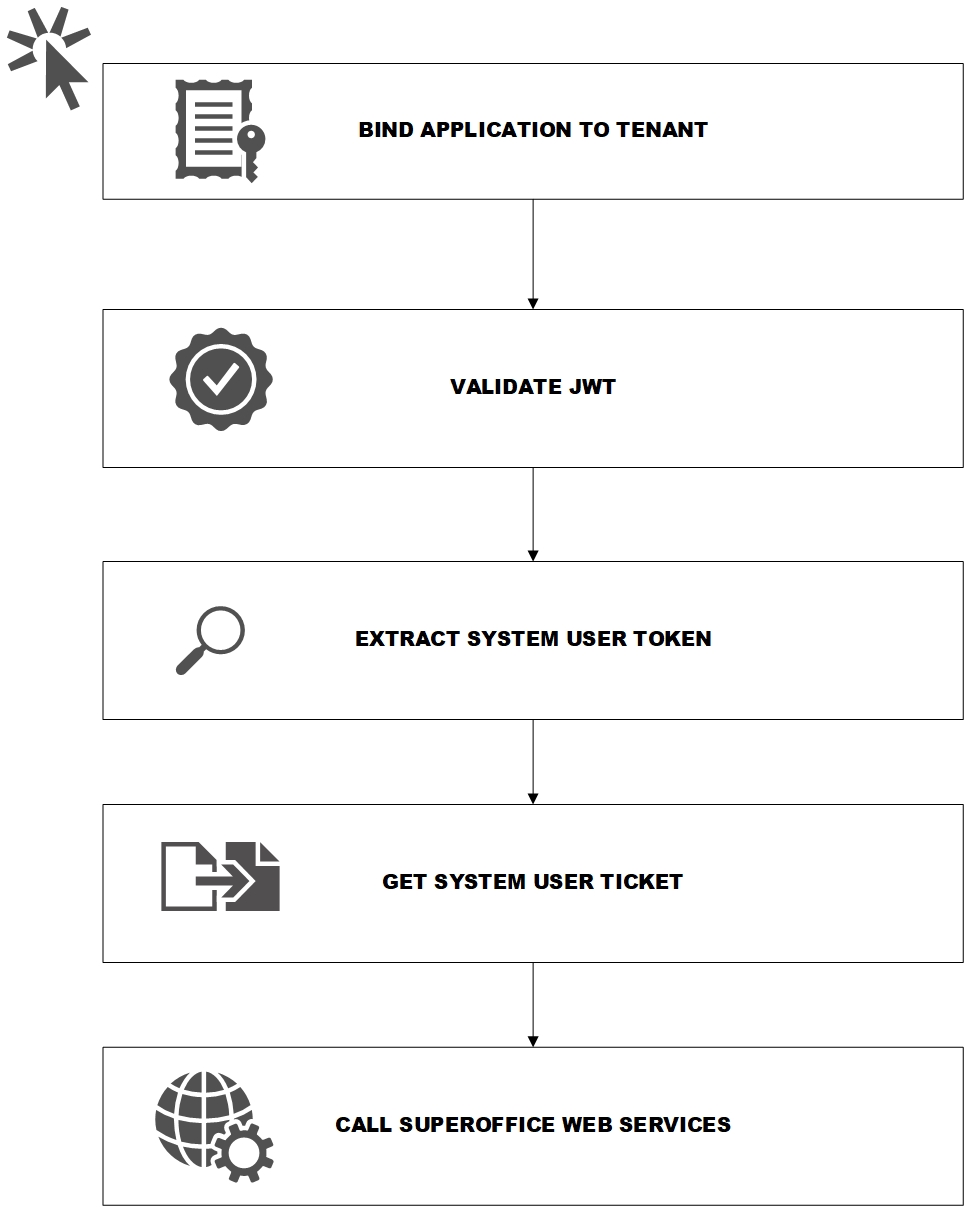 BIND APPLICATION TO TENANT
VALIDATE JWT
EXTRACT SYSTEM USER TOKEN
GET SYSTEM USER TICKET
CALL SUPEROFFICE WEB SERVICES